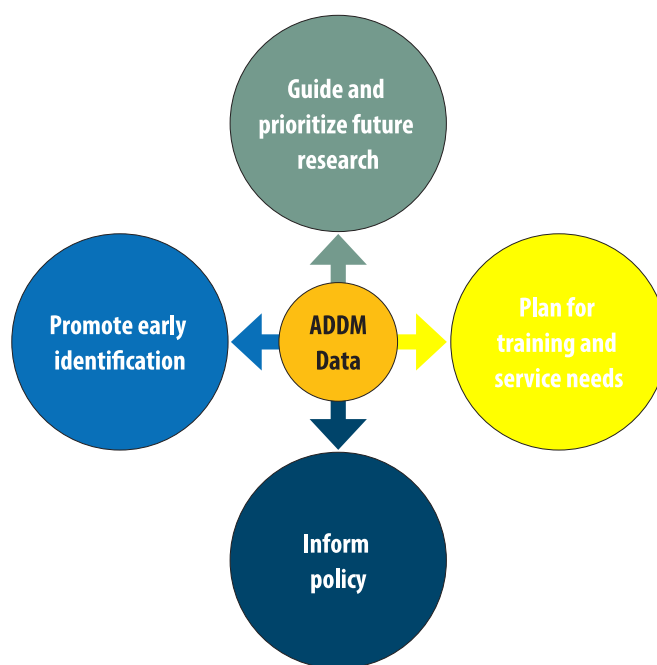 Guide and
prioritize future
research
Promote early
identification
ADDM
Data
Plan for
training and
service needs
Inform
policy